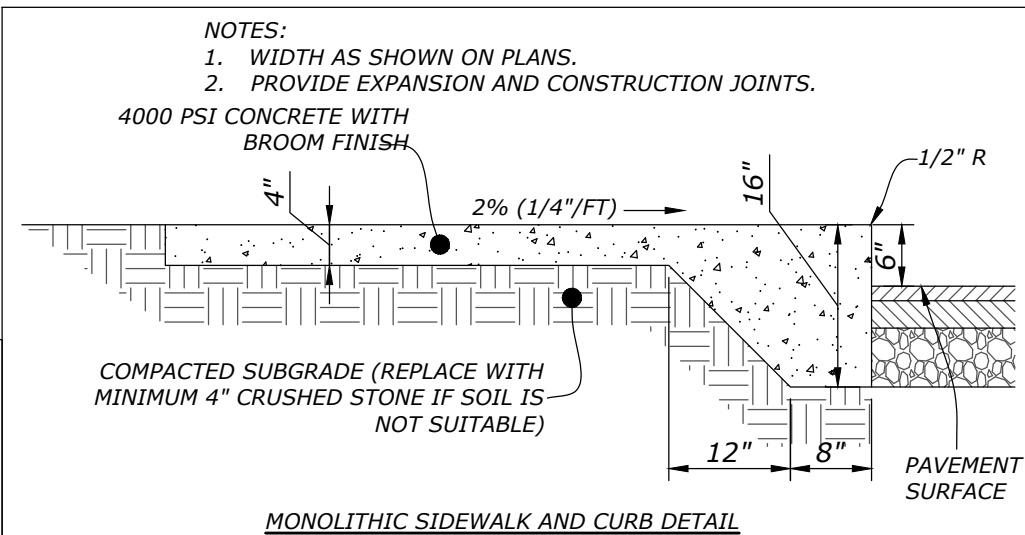 NOTES:
1. WIDTH AS SHOWN ON PLANS.
2. PROVIDE EXPANSION AND CONSTRUCTION JOINTS.
4000 PSI CONCRETE WITH
BROOM FINISH
4"
2% (1/4"/FT)
16"
1/2" R
6"
COMPACTED SUBGRADE (REPLACE WITH
MINIMUM 4" CRUSHED STONE IF SOIL IS
NOT SUITABLE)
12"
8"
PAVEMENT
SURFACE
MONOLITHIC SIDEWALK AND CURB DETAIL